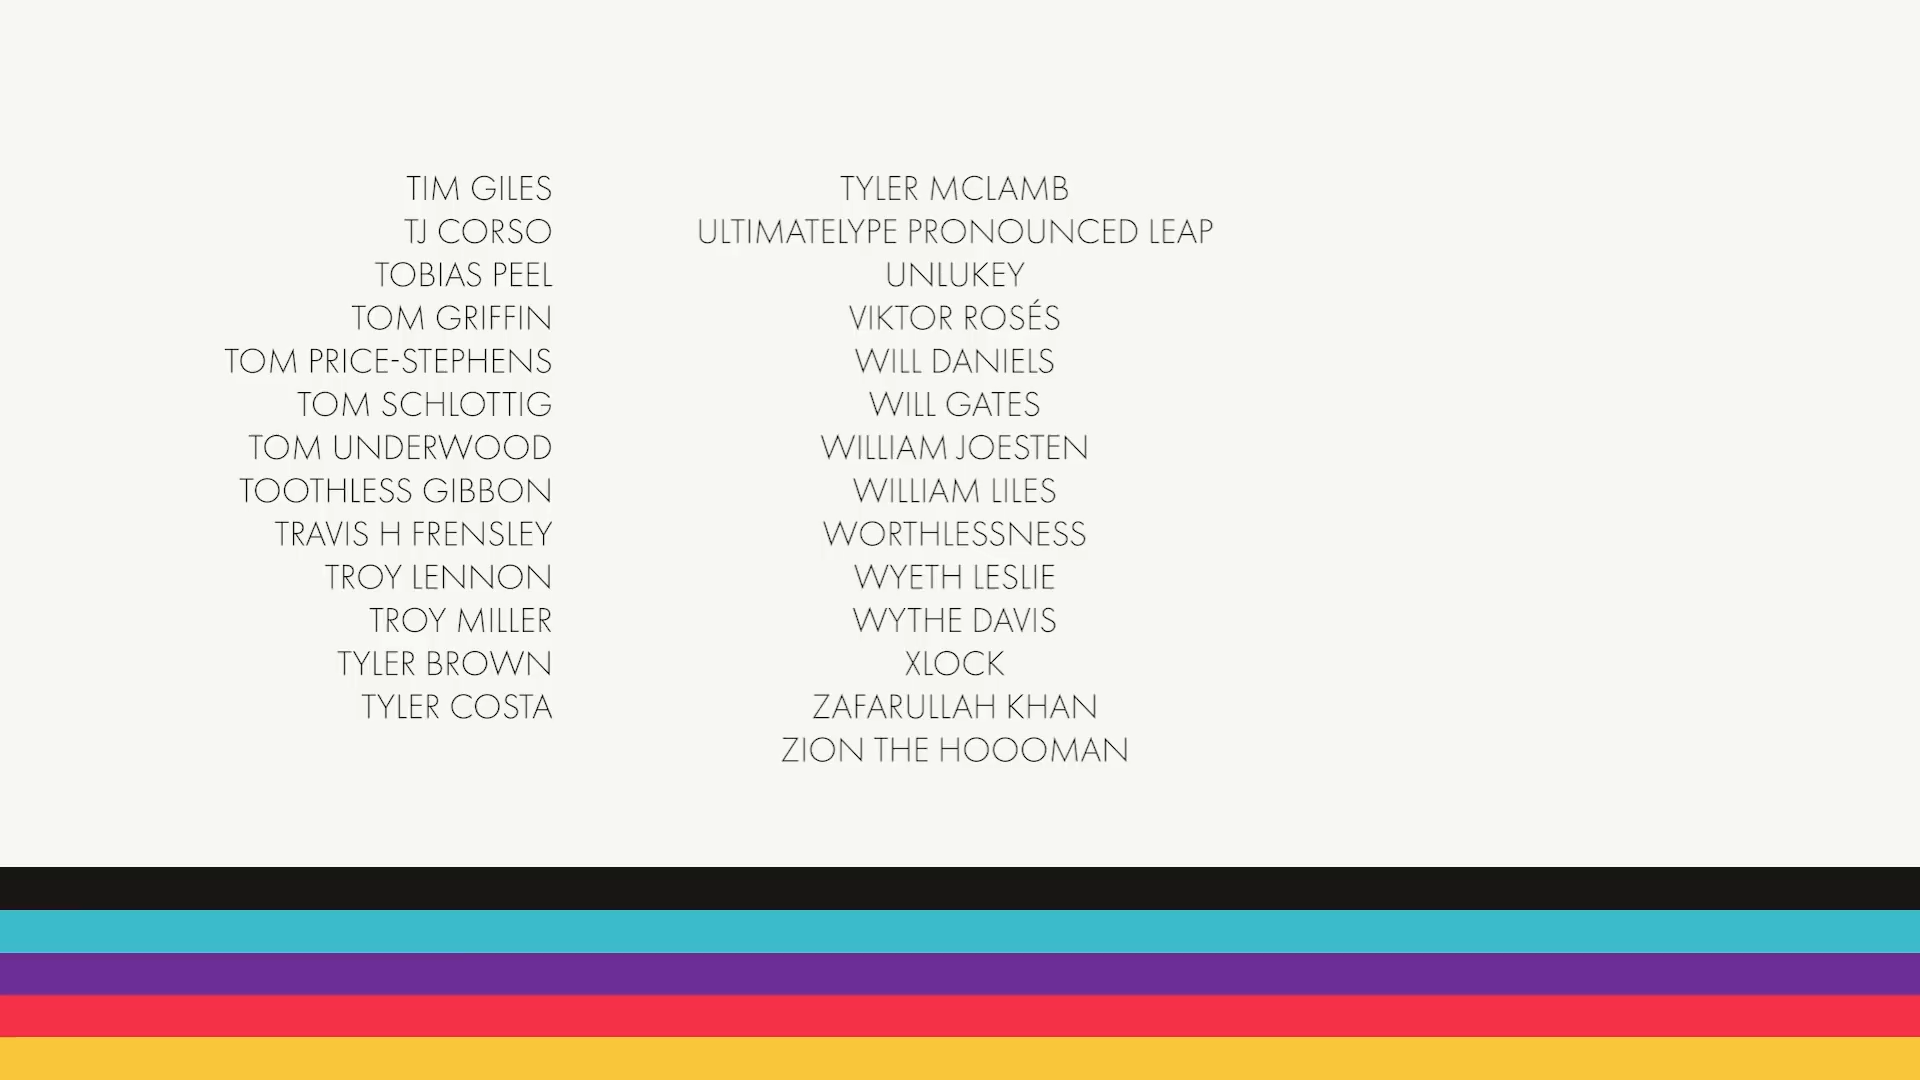 TIM GILES
TJ CORSO
TOBIAS PEEL
TOM GRIFFIN
TOM PRICE-STEPHENS
TOM SCHLOTTIG
TOM UNDERWOOD
TOOTHLESS GIBBON
TRAVIS H FRENSLEY
TROY LENNON
TROY MILLER
TYLER BROWN
TYLER COSTA
TYLER MCLAMB
ULTIMATELYPE PRONOUNCED LEAP
UNLUKEY
VIKTOR ROSÉS
WILL DANIELS
WILL GATES
WILLIAM JOESTEN
WILLIAM LILES
WORTHLESSNESS
WYETH LESLIE
WYTHE DAVIS
XLOCK
ZAFARULLAH KHAN
ZION THE HOOOMAN